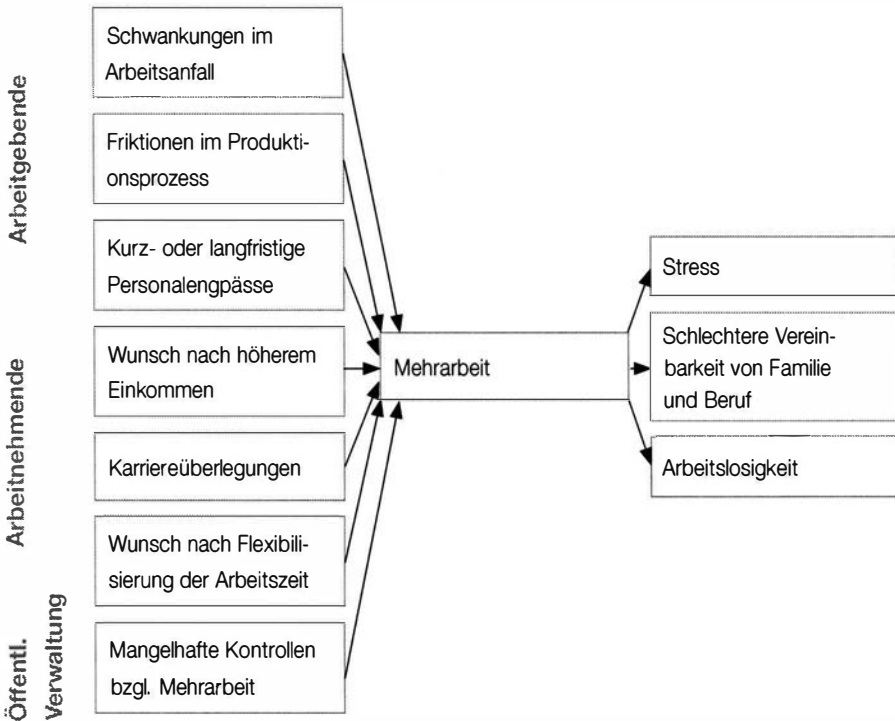 Arbeitgebende
Schwankungen im
Arbeitsanfall
Friktionen im Produkti-
onsprozess
Kurz- oder langfristige
Personalengpässe
Arbeitnehmende
Wunsch nach höherem
Einkommen
Karriereüberlegungen
Wunsch nach Flexibili-
sierung der Arbeitszeit
Öffentl.
Verwaltung
Mangelhafte Kontrollen
bzgl. Mehrarbeit
Mehrarbeit
Stress
Schlechtere Verein-
barkeit von Familie
und Beruf
Arbeitslosigkeit